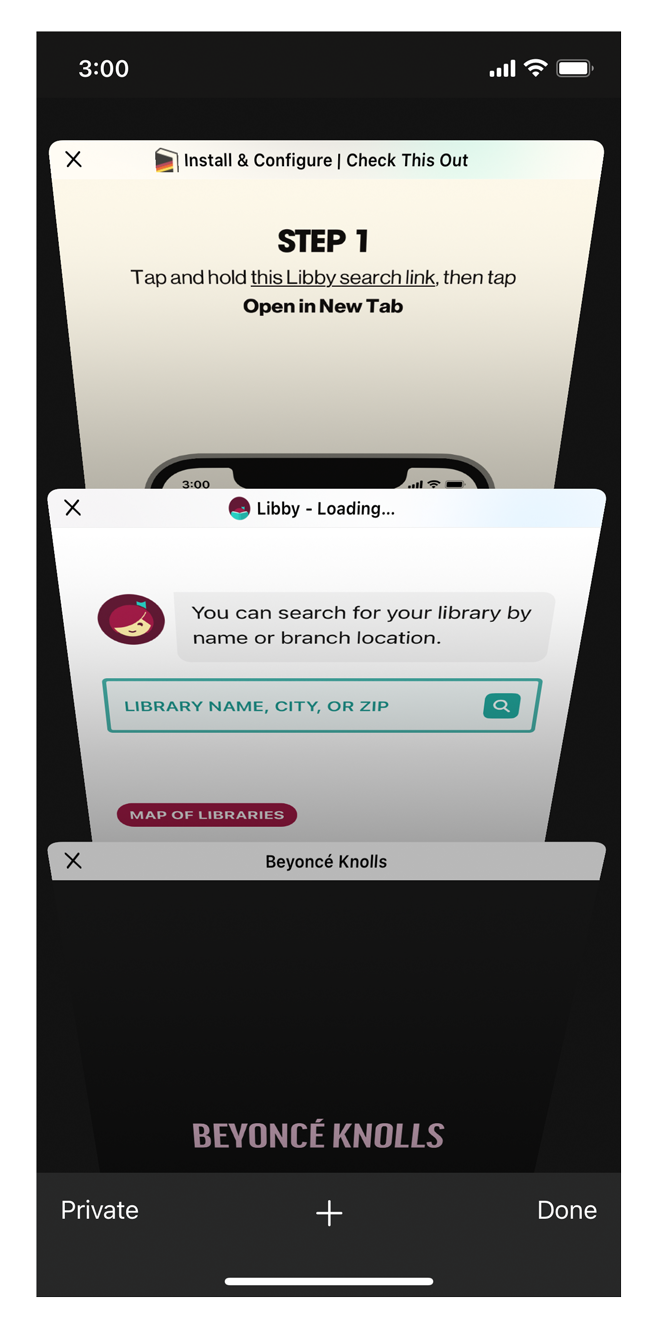 3:00
Install & Configure | Check This Out
STEP 1
Tap and hold this Libby search link, then tap
Open in New Tab
3:00
Libby - Loading...
You can search for your library by
name or branch location.
LIBRARY NAME, CITY, OR ZIP
MAP OF LIBRARIES
Beyoncé Knolls
BEYONCÉ KNOLLS
Private
Done